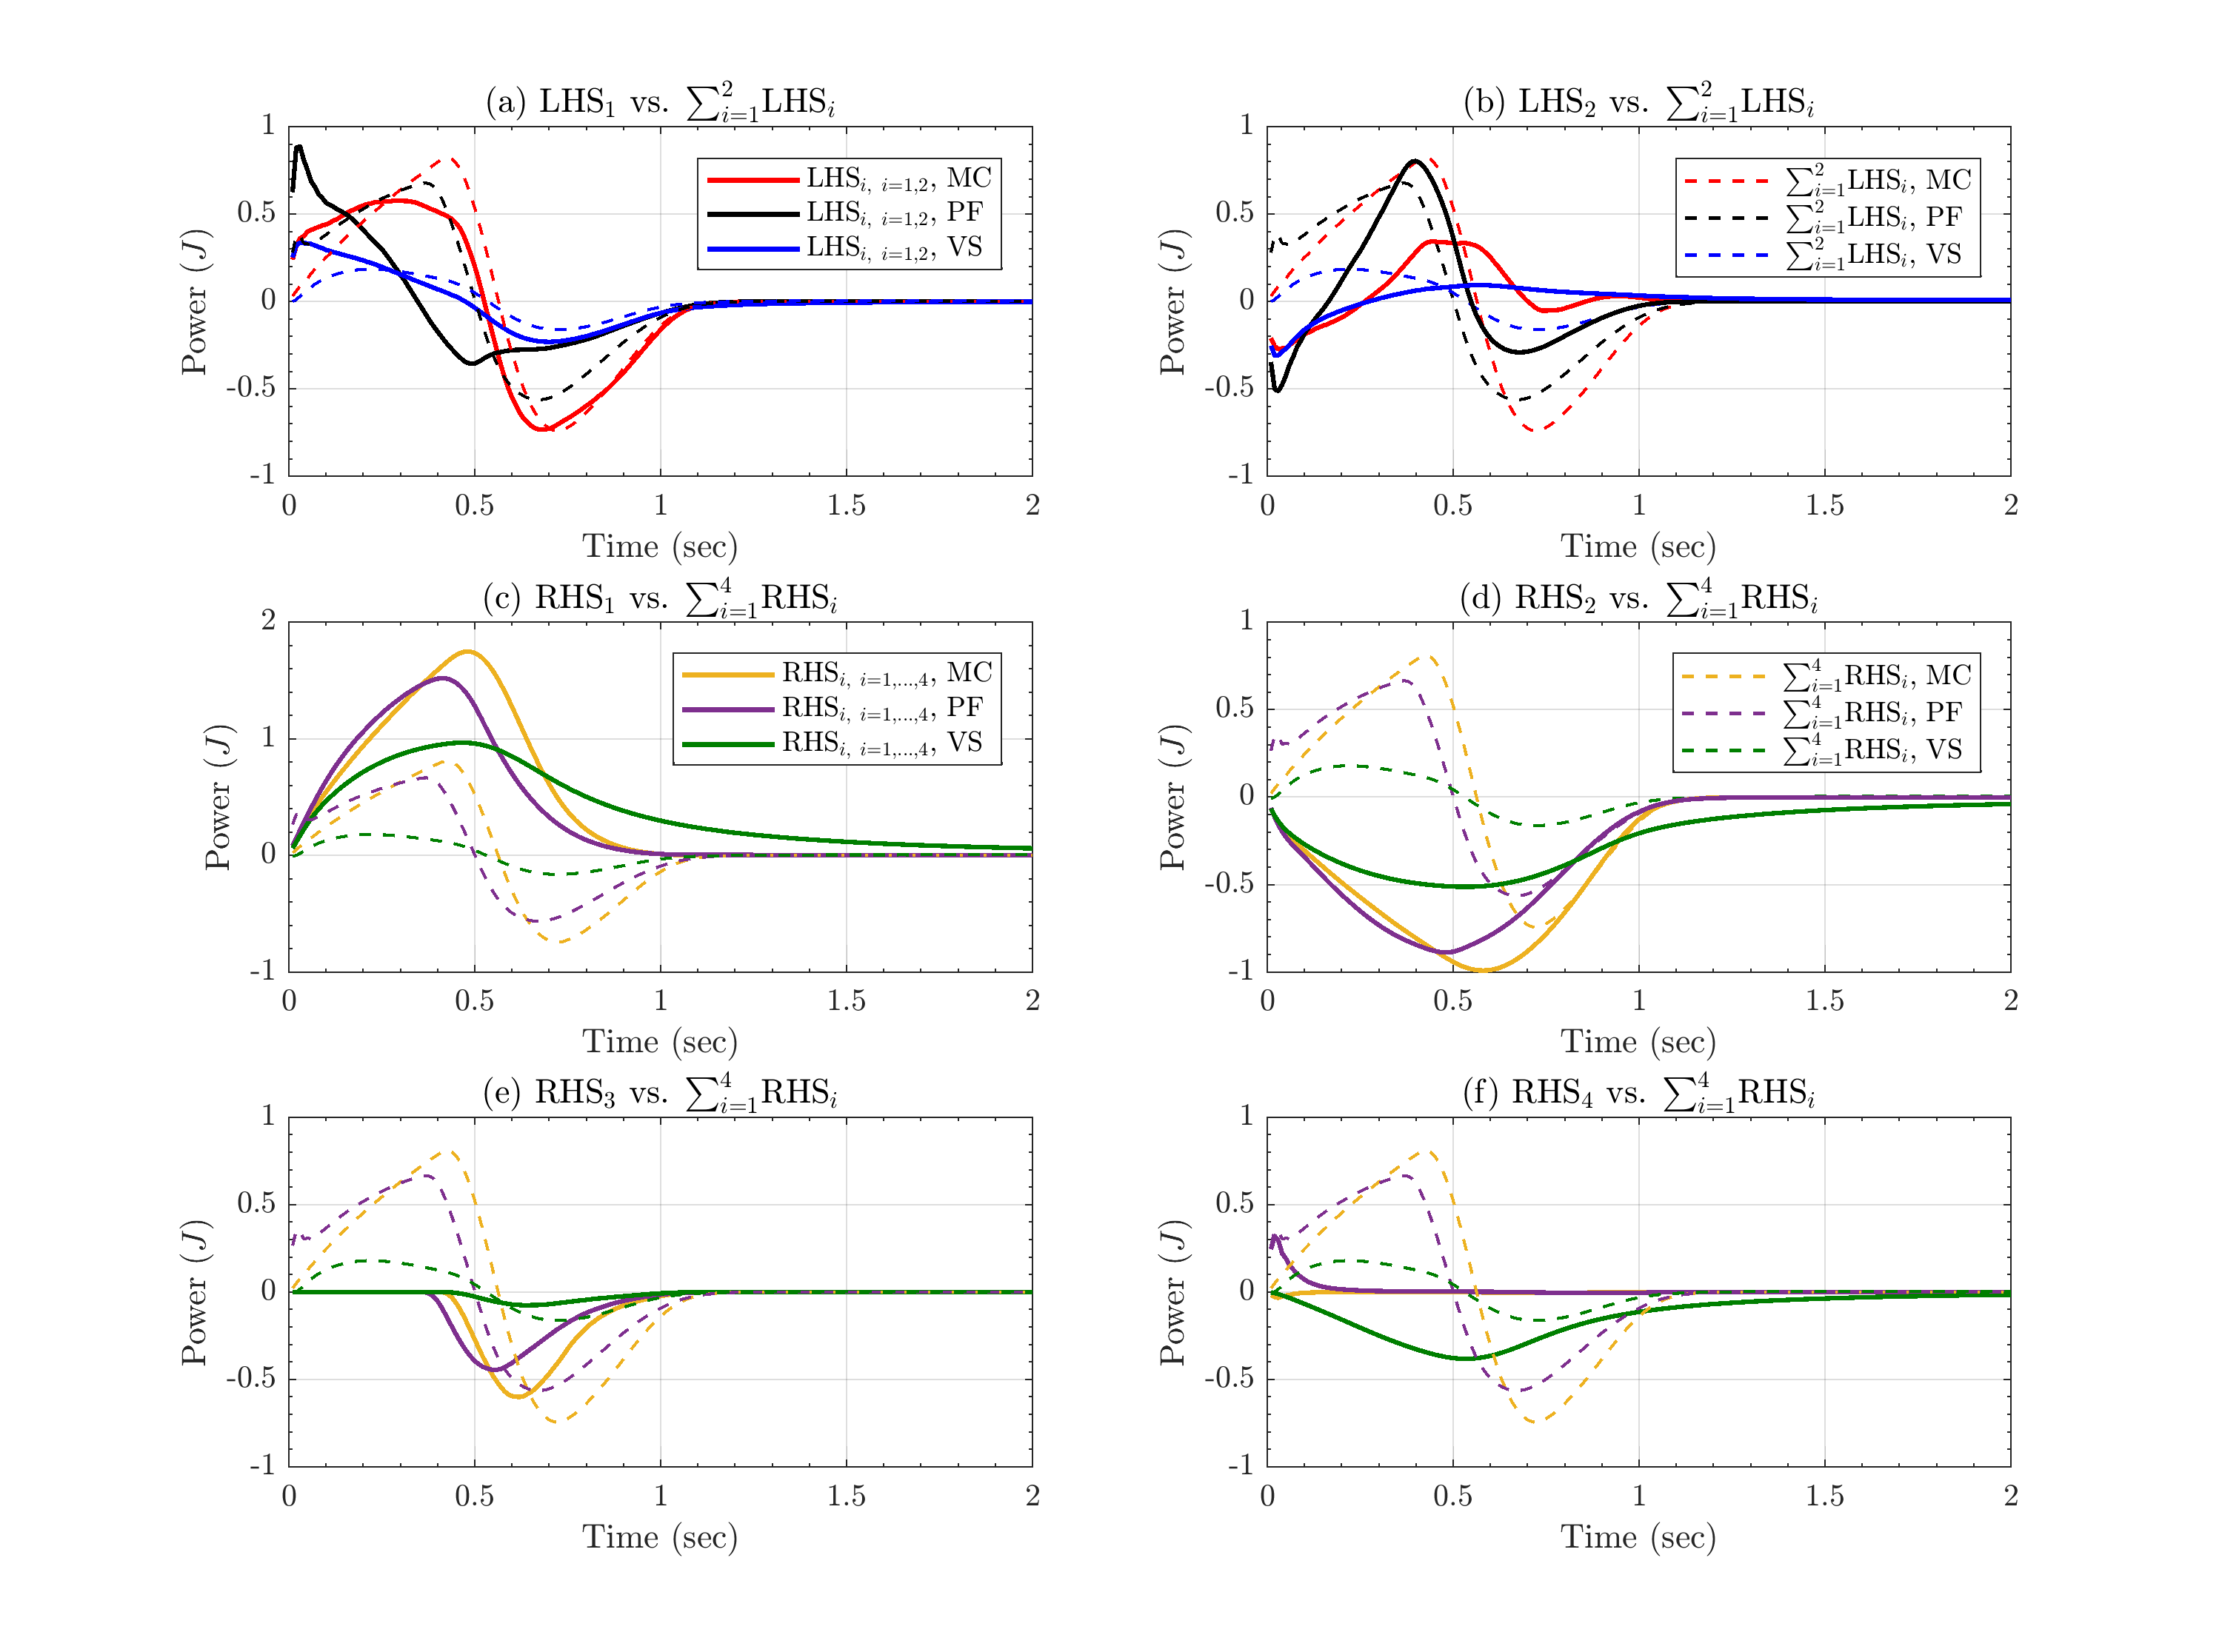 (a) LHS₁ vs. ∑²ᵢ₌₁LHSᵢ
1
0.5
0
-0.5
-1
Power (J)
0 0.5 1 1.5 2
Time (sec)
LHSᵢ, ᵢ₌₁,₂, MC
LHSᵢ, ᵢ₌₁,₂, PF
LHSᵢ, ᵢ₌₁,₂, VS
(b) LHS₂ vs. ∑²ᵢ₌₁LHSᵢ
1
0.5
0
-0.5
-1
Power (J)
0 0.5 1 1.5 2
Time (sec)
∑²ᵢ₌₁LHSᵢ, MC
∑²ᵢ₌₁LHSᵢ, PF
∑²ᵢ₌₁LHSᵢ, VS
(c) RHS₁ vs. ∑⁴ᵢ₌₁RHSᵢ
2
1
0
-1
Power (J)
0 0.5 1 1.5 2
Time (sec)
RHSᵢ, ᵢ₌₁,...,₄, MC
RHSᵢ, ᵢ₌₁,...,₄, PF
RHSᵢ, ᵢ₌₁,...,₄, VS
(d) RHS₂ vs. ∑⁴ᵢ₌₁RHSᵢ
1
0.5
0
-0.5
-1
Power (J)
0 0.5 1 1.5 2
Time (sec)
∑⁴ᵢ₌₁RHSᵢ, MC
∑⁴ᵢ₌₁RHSᵢ, PF
∑⁴ᵢ₌₁RHSᵢ, VS
(e) RHS₃ vs. ∑⁴ᵢ₌₁RHSᵢ
1
0.5
0
-0.5
-1
Power (J)
0 0.5 1 1.5 2
Time (sec)
(f) RHS₄ vs. ∑⁴ᵢ₌₁RHSᵢ
1
0.5
0
-0.5
-1
Power (J)
0 0.5 1 1.5 2
Time (sec)